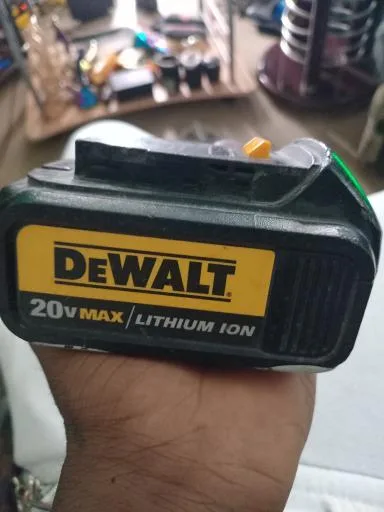 DEWALT
20V MAX / LITHIUM ION